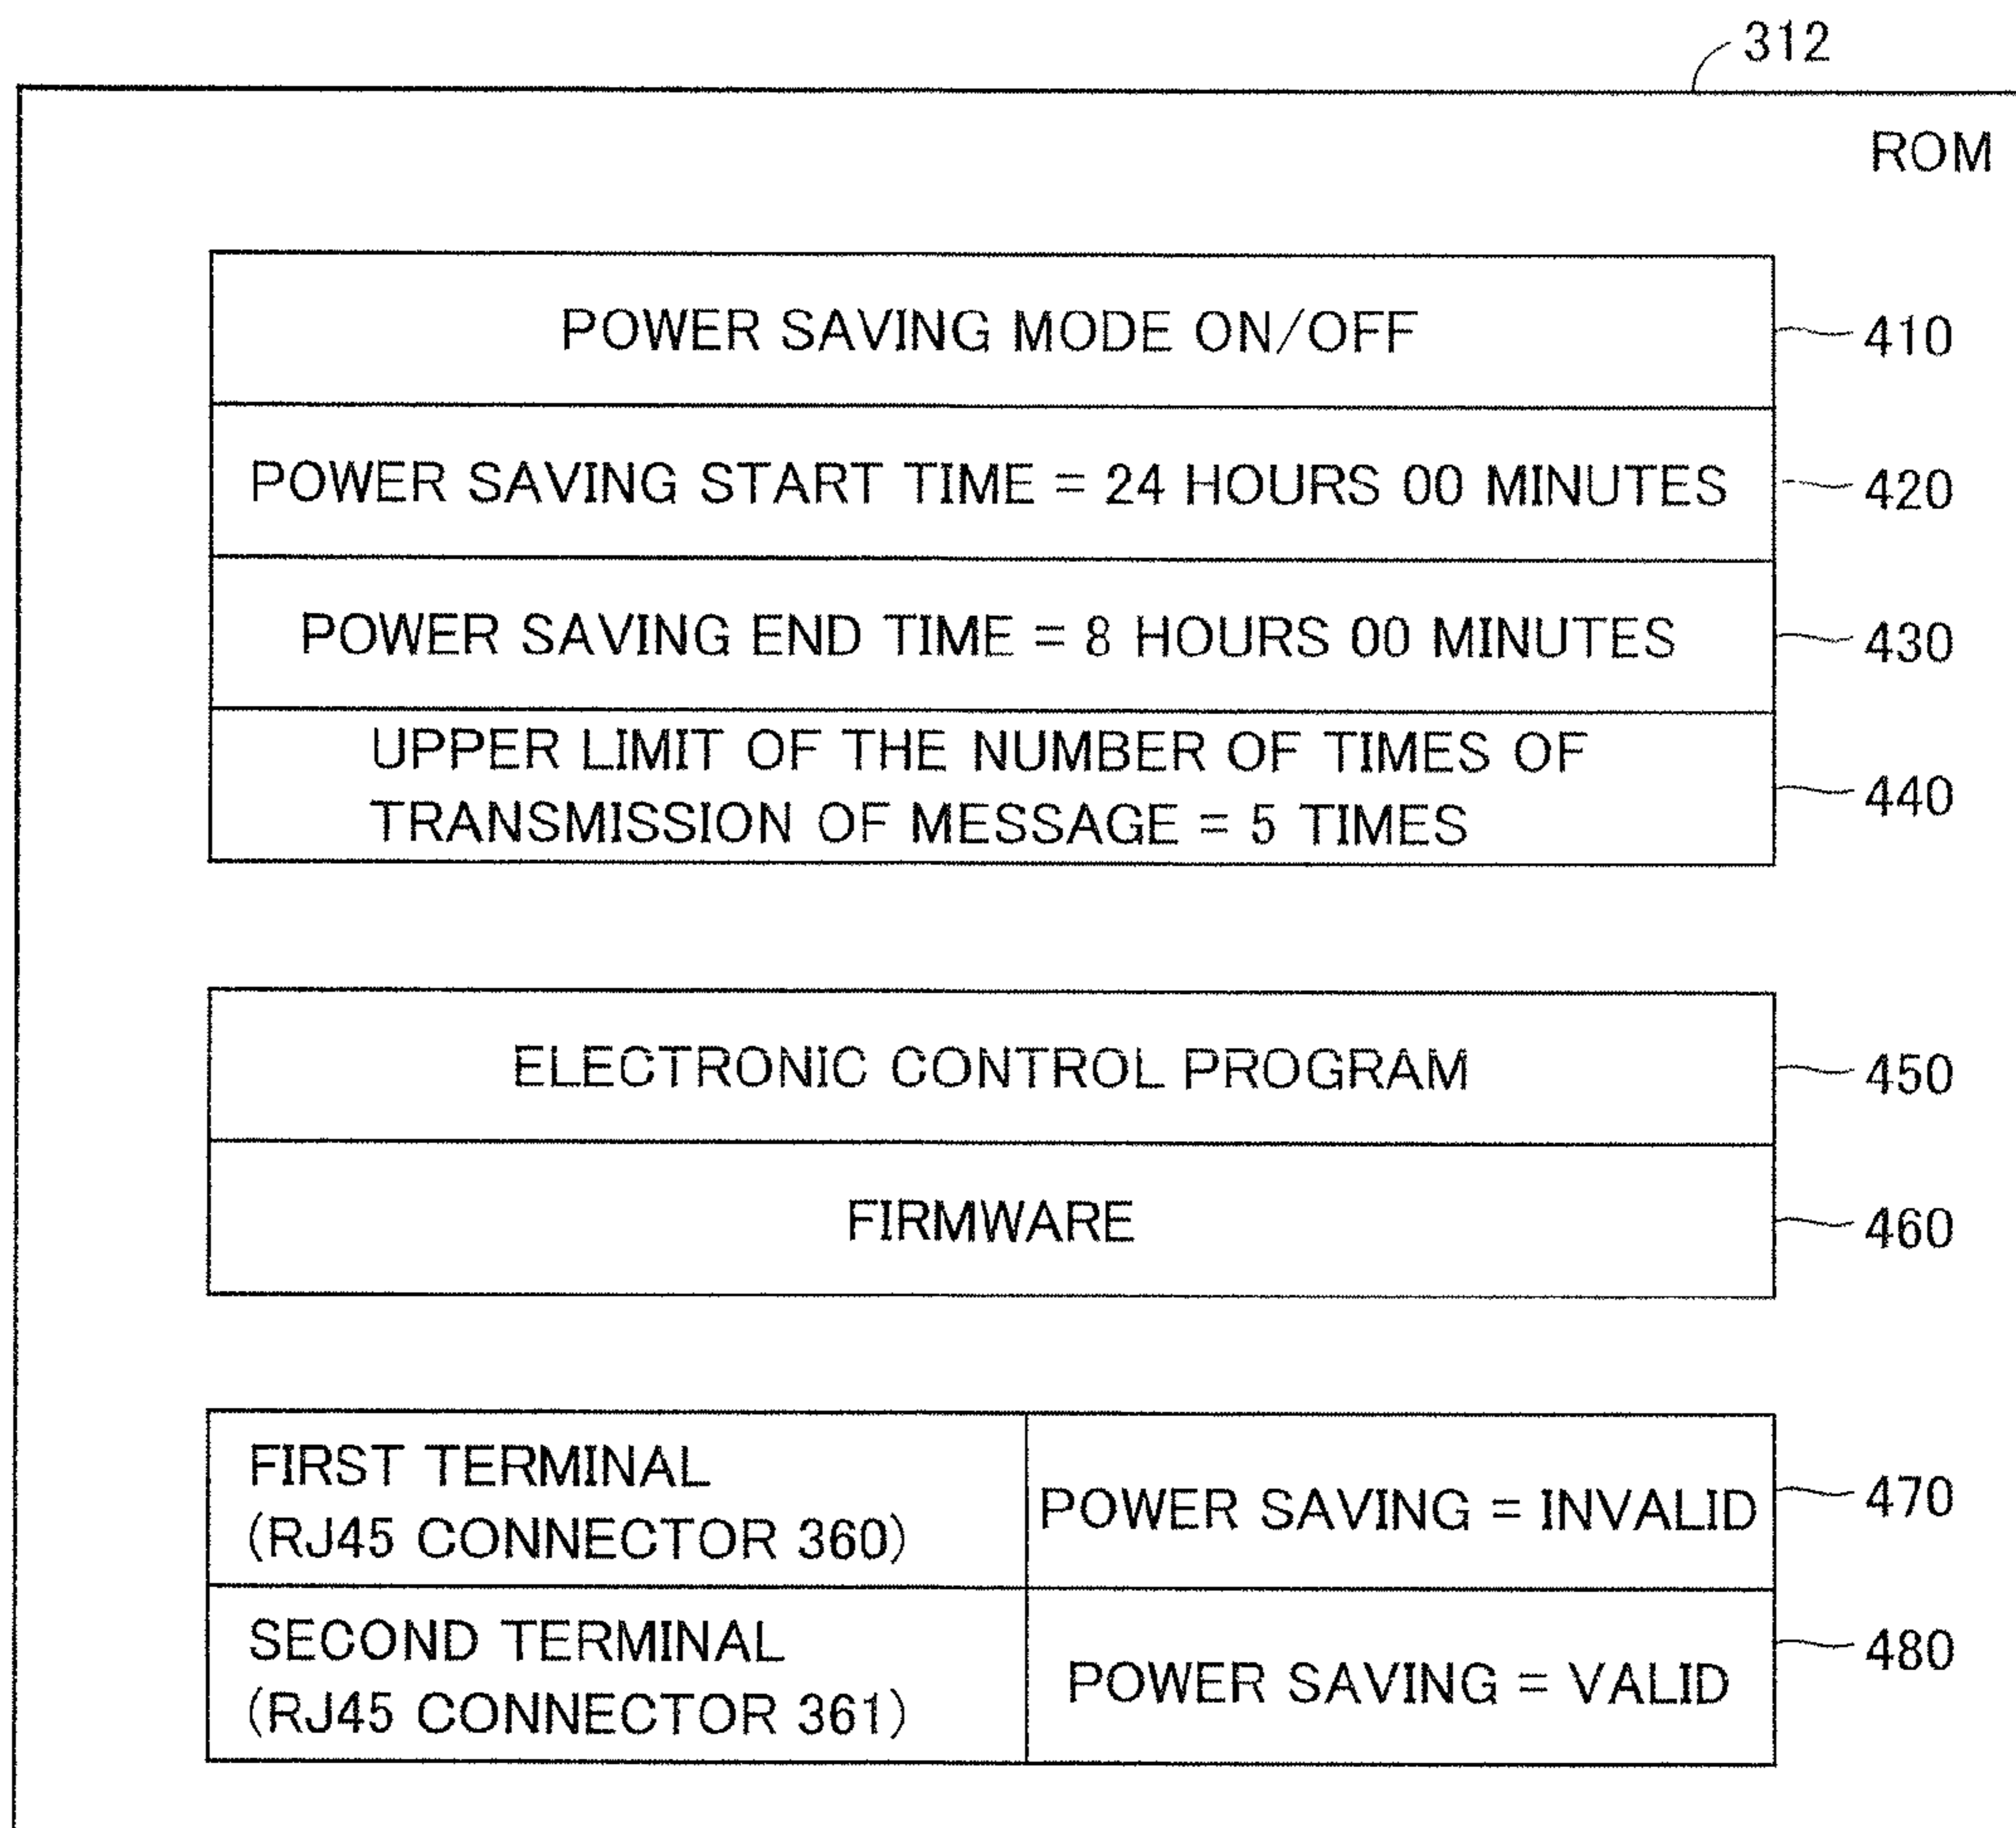 312
ROM
POWER SAVING MODE ON/OFF
410
POWER SAVING START TIME = 24 HOURS 00 MINUTES
420
POWER SAVING END TIME = 8 HOURS 00 MINUTES
430
UPPER LIMIT OF THE NUMBER OF TIMES OF
TRANSMISSION OF MESSAGE = 5 TIMES
440
ELECTRONIC CONTROL PROGRAM
450
FIRMWARE
460
FIRST TERMINAL
(RJ45 CONNECTOR 360)
POWER SAVING = INVALID
470
SECOND TERMINAL
(RJ45 CONNECTOR 361)
POWER SAVING = VALID
480